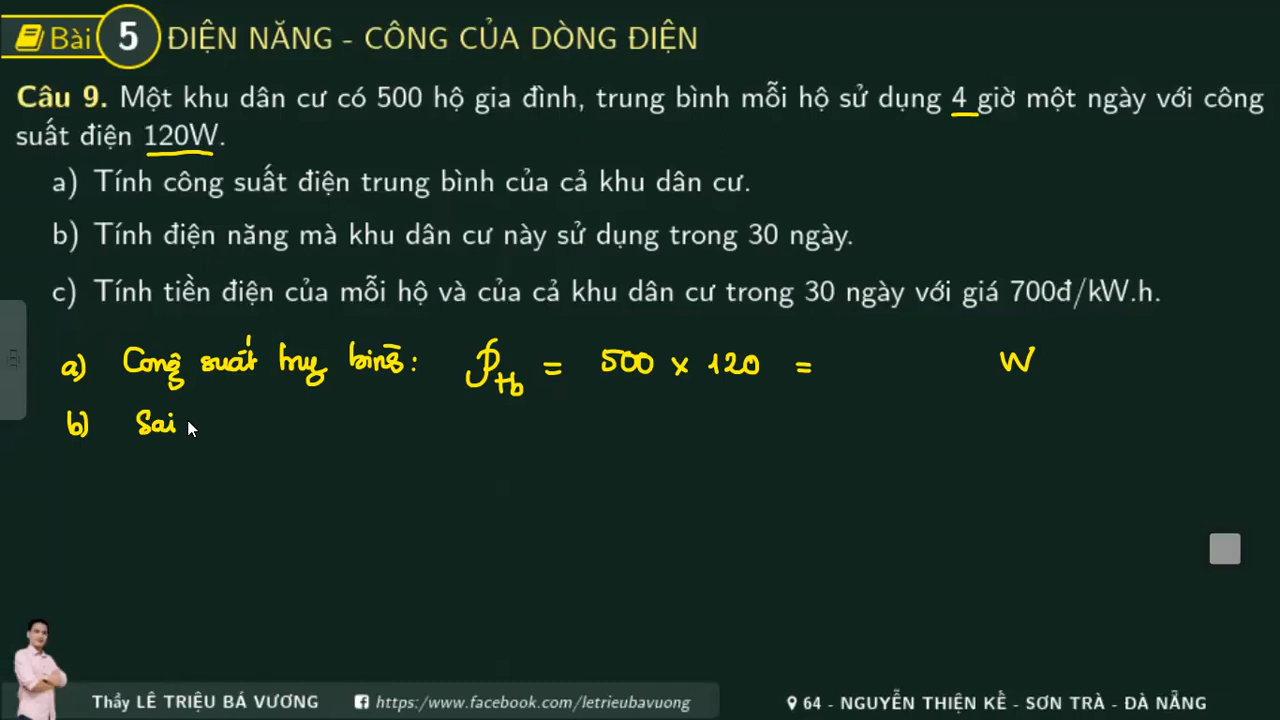 Bài 5 ĐIỆN NĂNG - CÔNG CỦA DÒNG ĐIỆN
Câu 9. Một khu dân cư có 500 hộ gia đình, trung bình mỗi hộ sử dụng 4 giờ một ngày với công
suất điện 120W.
a) Tính công suất điện trung bình của cả khu dân cư.
b) Tính điện năng mà khu dân cư này sử dụng trong 30 ngày.
c) Tính tiền điện của mỗi hộ và của cả khu dân cư trong 30 ngày với giá 700đ/kW.h.
a) Công suất trung bình: 𝒫tb = 500 × 120 = W
b) Sai
Thầy LÊ TRIỆU BÁ VƯƠNG https://www.facebook.com/letrieubavuong 64 - NGUYỄN THIỆN KẾ - SƠN TRÀ - DÀ NẴNG